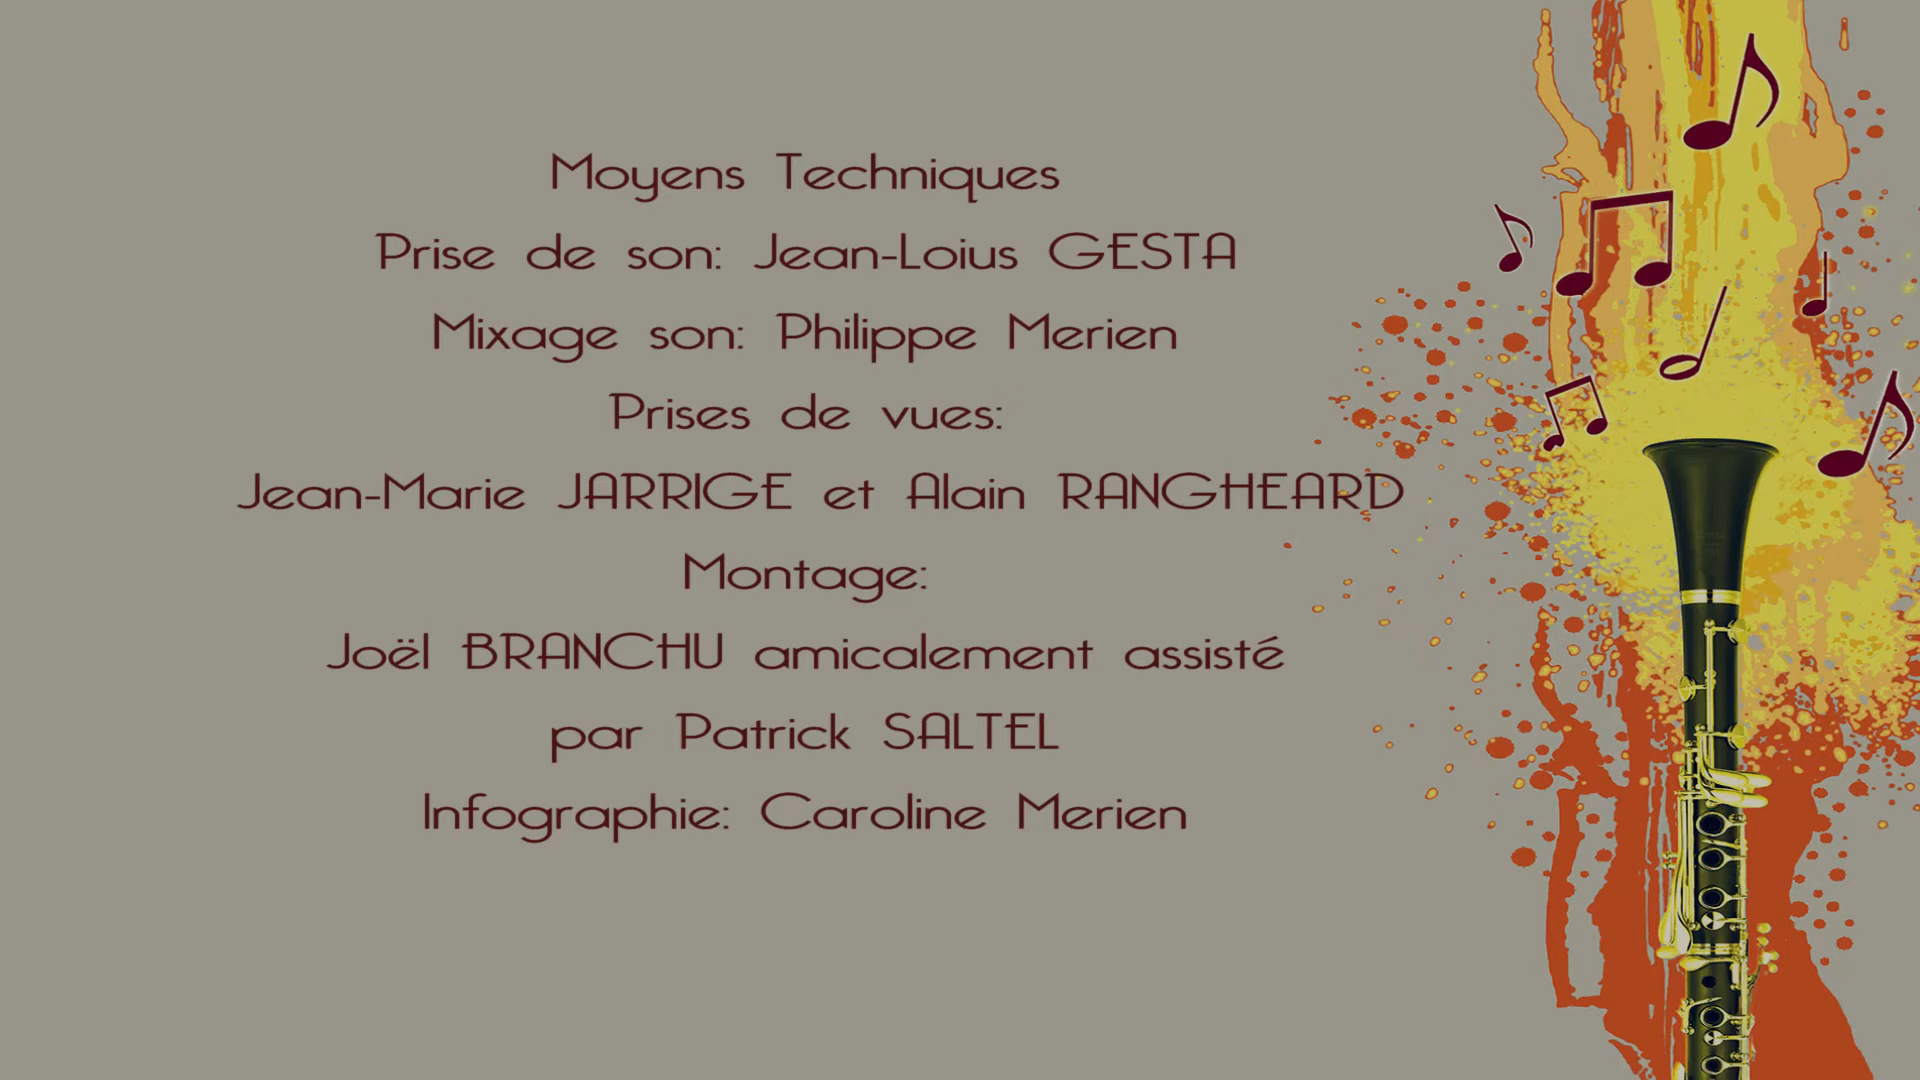 Moyens Techniques
Prise de son: Jean-Loius GESTA
Mixage son: Philippe Merien
Prises de vues:
Jean-Marie JARRIGE et Alain RANGHEARD
Montage:
Joël BRANCHU amicalement assisté
par Patrick SALTEL
Infographie: Caroline Merien